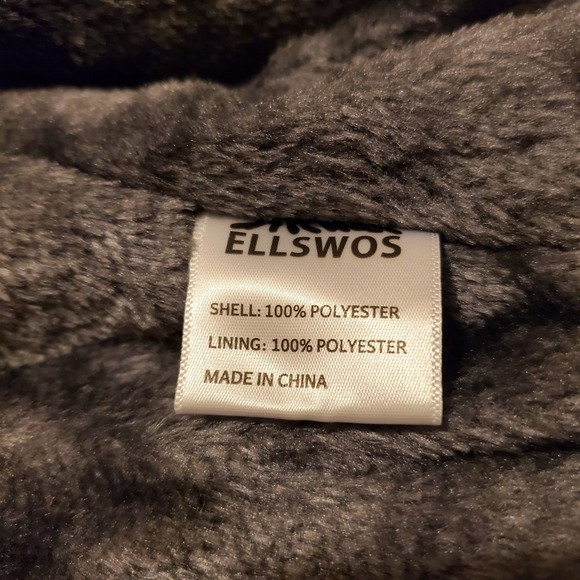 ELLSWOS
SHELL: 100% POLYESTER
LINING: 100% POLYESTER
MADE IN CHINA